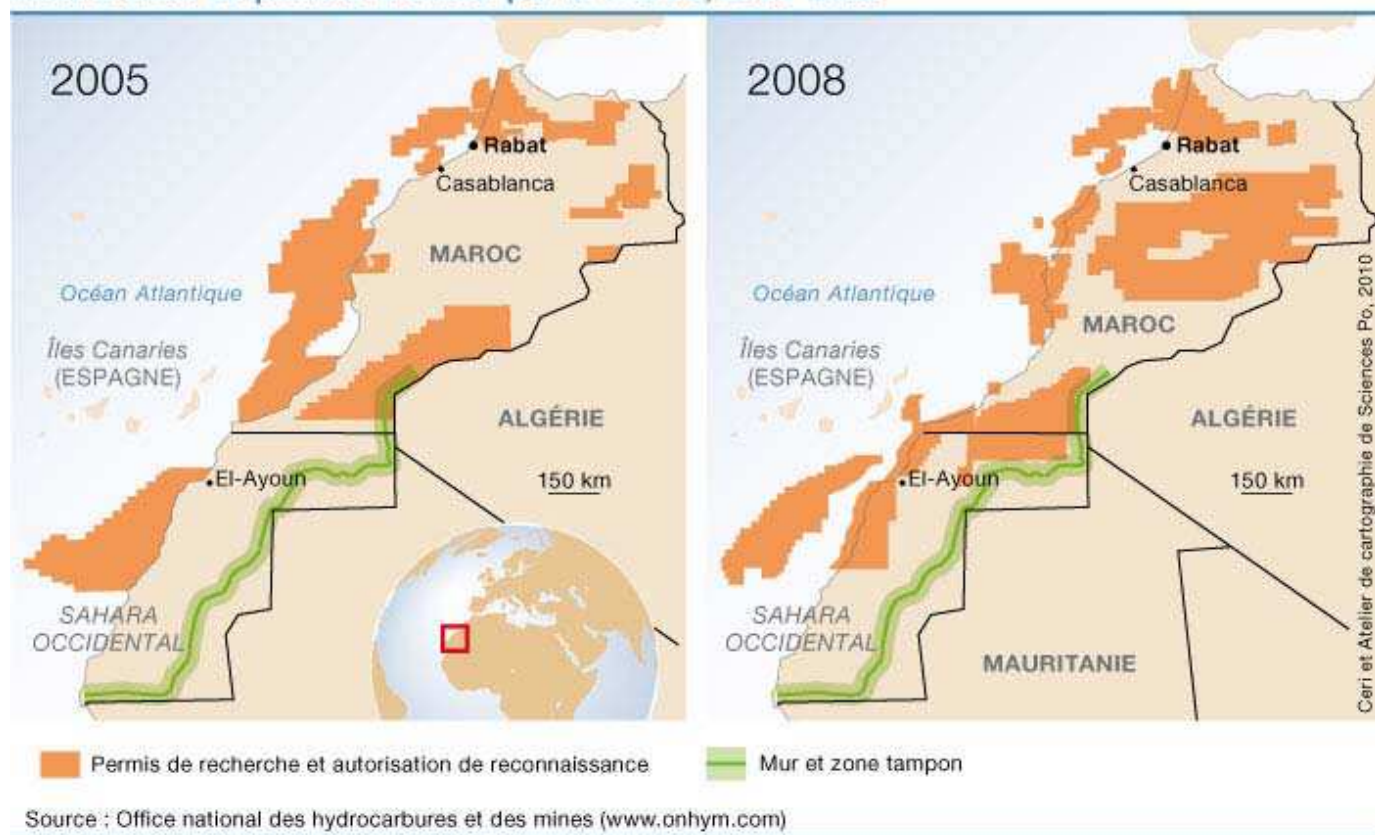 2005
Rabat
Casablanca
MAROC
Océan Atlantique
Îles Canaries
(ESPAGNE)
ALGÉRIE
El-Ayoun
150 km
SAHARA
OCCIDENTAL
2008
Rabat
Casablanca
Océan Atlantique
MAROC
Îles Canaries
(ESPAGNE)
ALGÉRIE
El-Ayoun
150 km
SAHARA
OCCIDENTAL
MAURITANIE
Ceri et Atelier de cartographie de Sciences Po, 2010
Permis de recherche et autorisation de reconnaissance
Mur et zone tampon
Source : Office national des hydrocarbures et des mines (www.onhym.com)